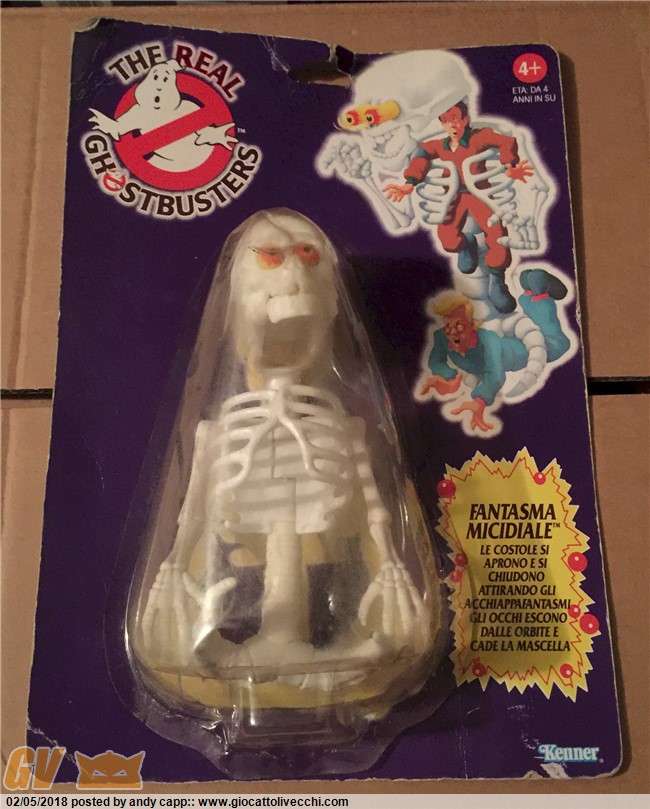 THE REAL
GHOSTBUSTERS
TM
4+
ETA: DA 4
ANNI IN SU
FANTASMA
MICIDIALE™
LE COSTOLE SI
APRONO E SI
CHIUDONO
ATTIRANDO GLI
ACCHIAPPAFANTASMI
GLI OCCHI ESCONO
DALLE ORBITE E
CADE LA MASCELLA
Kenner
GV
02/05/2018 posted by andy capp:: www.giocattolivecchi.com